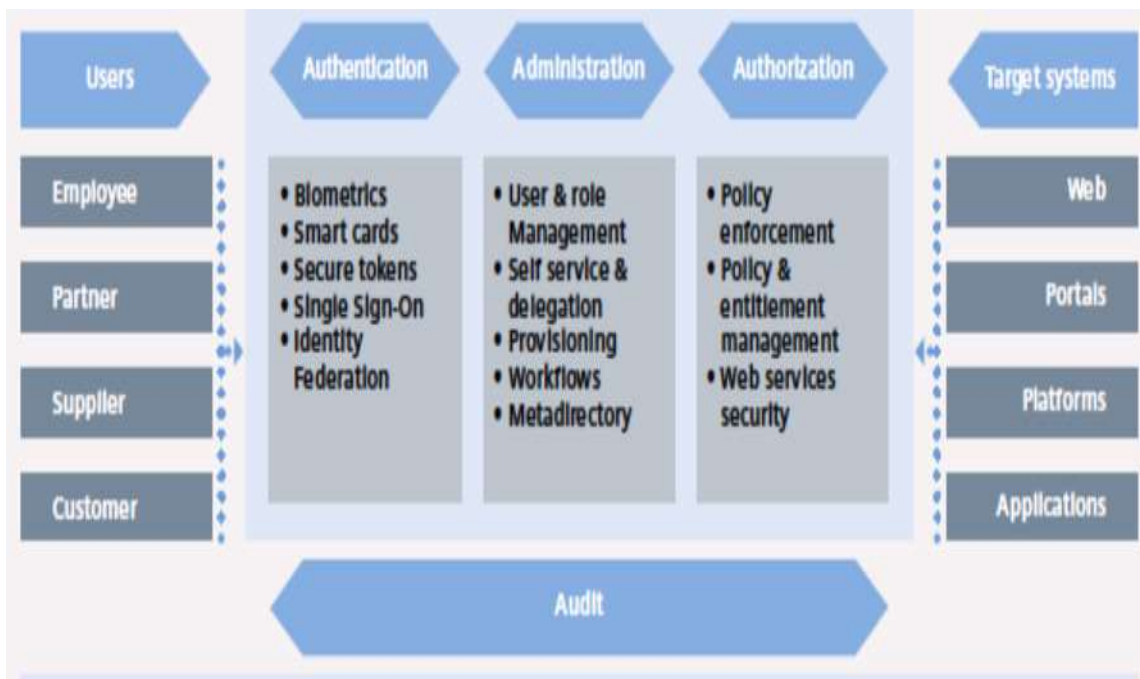 Users
Authentication
Administration
Authorization
Target systems
Employee
Partner
Supplier
Customer
• Biometrics
• Smart cards
• Secure tokens
• Single Sign-On
• Identity
Federation
• User & role
Management
• Self service &
delegation
• Provisioning
• Workflows
• Metadirectory
• Policy
enforcement
• Policy &
entitlement
management
• Web services
security
Web
Portals
Platforms
Applications
Audit